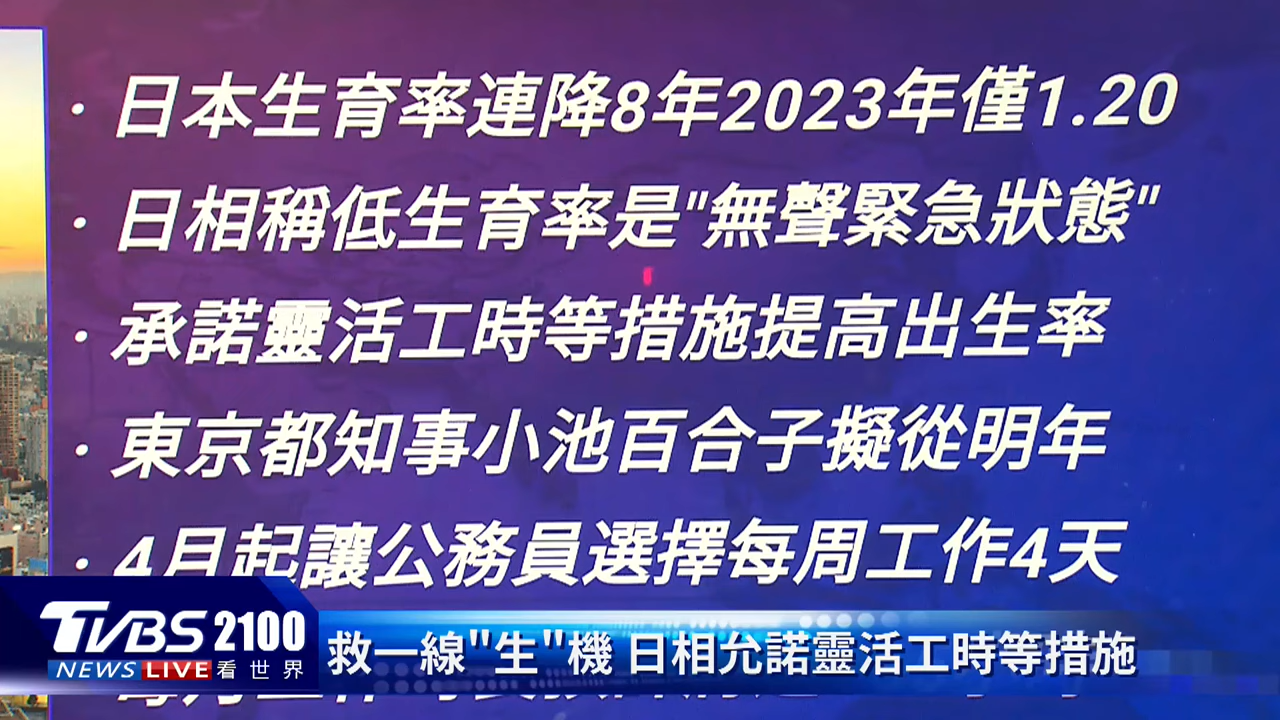 · 日本生育率連降8年2023年僅1.20
· 日相稱低生育率是"無聲緊急狀態"
· 承諾靈活工時等措施提高出生率
· 東京都知事小池百合子擬從明年
· 4月起讓公務員選擇每周工作4天
TVBS 2100
NEWS LIVE 看世界
救一線"生"機 日相允諾靈活工時等措施